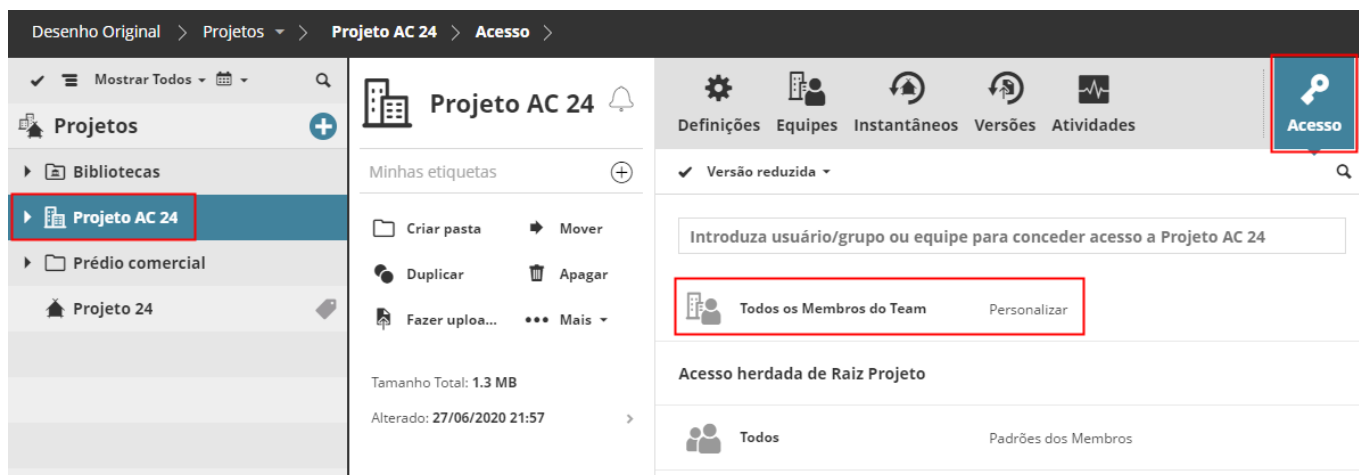 Desenho Original > Projetos > Projeto AC 24 > Acesso >
Mostrar Todos
Projetos
Bibliotecas
Projeto AC 24
Prédio comercial
Projeto 24
Projeto AC 24
Minhas etiquetas
Criar pasta
Mover
Duplicar
Apagar
Fazer uploa...
Mais
Tamanho Total: 1.3 MB
Alterado: 27/06/2020 21:57
Definições
Equipes
Instantâneos
Versões
Atividades
Acesso
Versão reduzida
Introduza usuário/grupo ou equipe para conceder acesso a Projeto AC 24
Todos os Membros do Team Personalizar
Acesso herdada de Raiz Projeto
Todos Padrões dos Membros